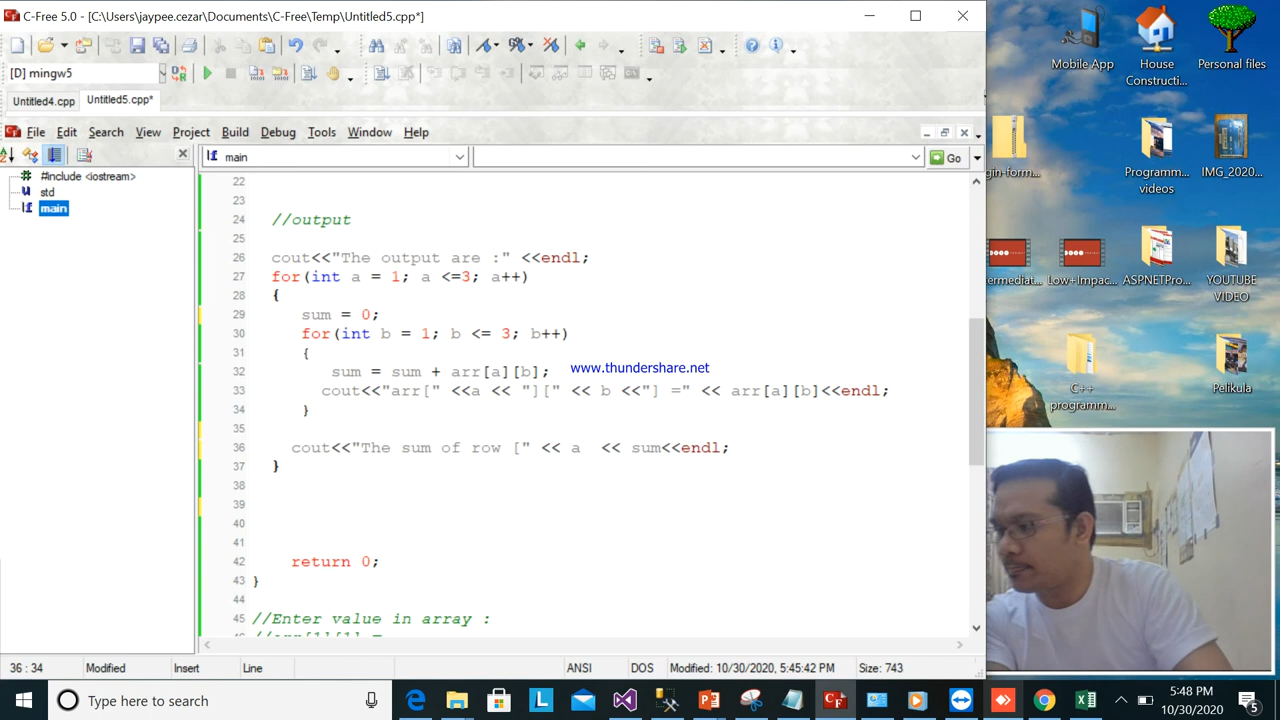 C-Free 5.0 - [C:\Users\jaypee.cezar\Documents\C-Free\Temp\Untitled5.cpp*]
[D] mingw5
Untitled4.cpp Untitled5.cpp*
File Edit Search View Project Build Debug Tools Window Help
main
Go
#include <iostream>
std
main
22
23
24 //output
25
26 cout<<"The output are :" <<endl;
27 for(int a = 1; a <=3; a++)
28 {
29 sum = 0;
30 for(int b = 1; b <= 3; b++)
31 {
32 sum = sum + arr[a][b];
33 cout<<"arr[" <<a << "][" << b <<"] =" << arr[a][b]<<endl;
34 }
35
36 cout<<"The sum of row [" << a  << sum<<endl;
37 }
38
39
40
41
42 return 0;
43 }
44
45 //Enter value in array :
www.thundershare.net
36 : 34 Modified Insert Line ANSI DOS Modified: 10/30/2020, 5:45:42 PM Size: 743
Mobile App
House Constructi...
Personal files
gin-form...
Programm... videos
IMG_2020...
termediat...
Low+Impac...
ASPNETPro...
YOUTUBE VIDEO
C++ programm...
Pelikula
Type here to search
5:48 PM
10/30/2020
5